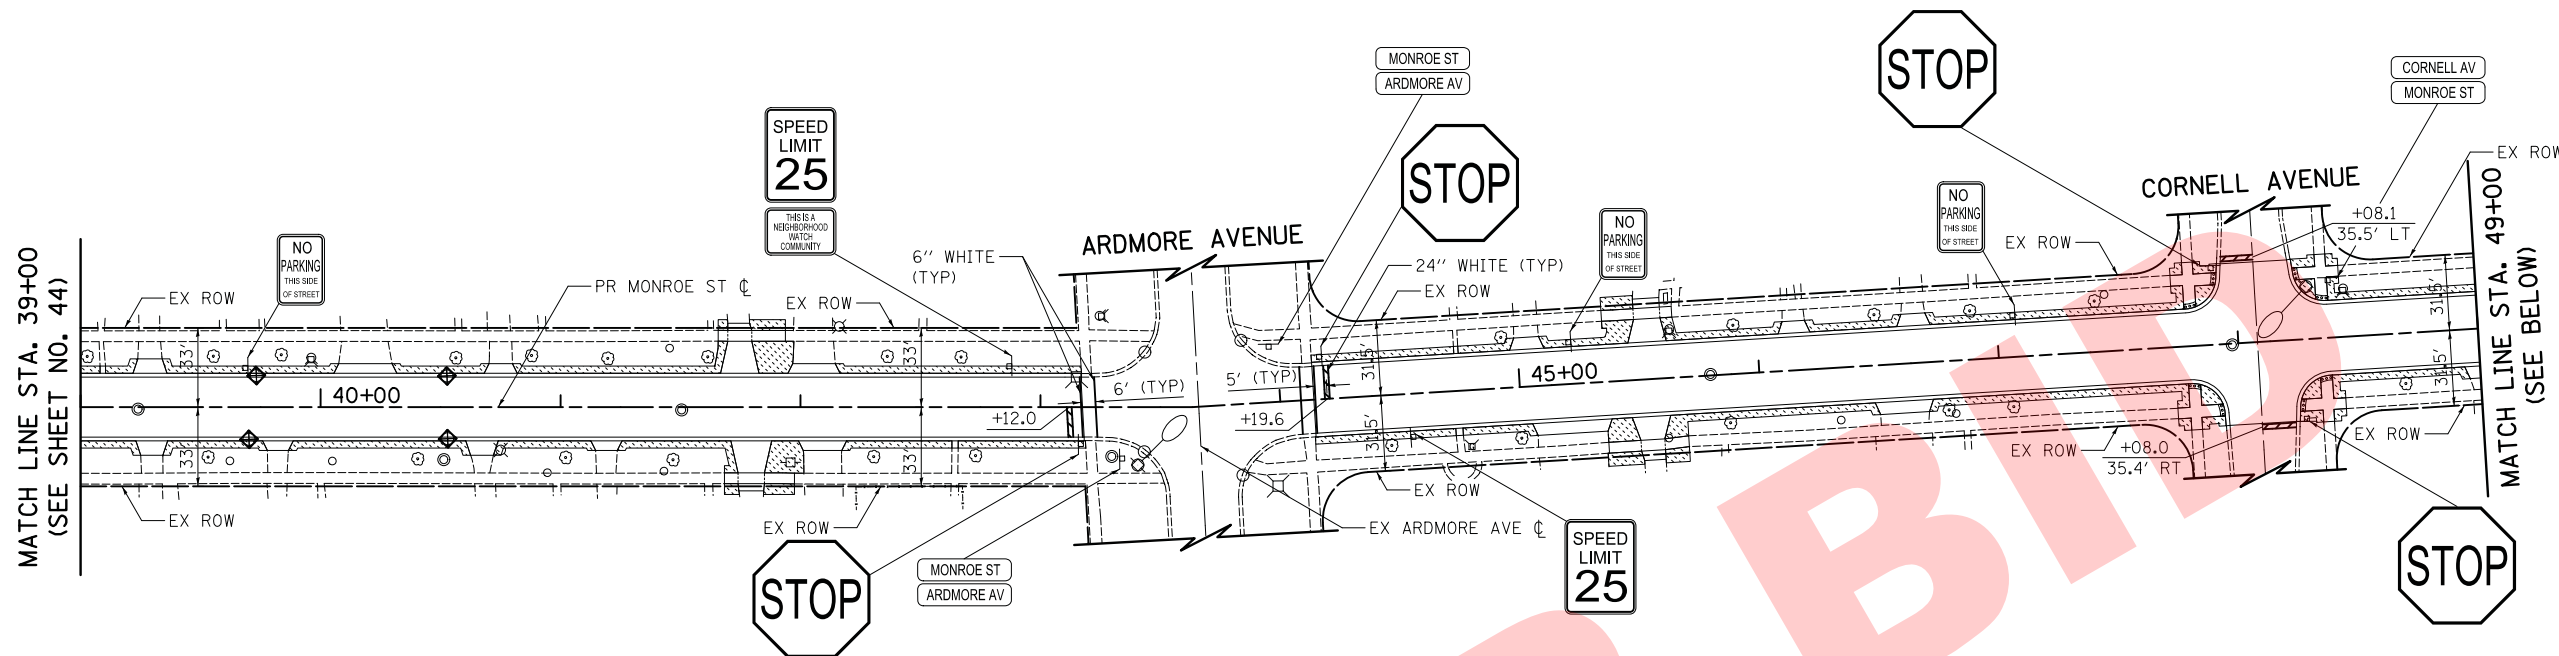 MATCH LINE STA. 39+00
(SEE SHEET NO. 44)
EX ROW
EX ROW
33'
33'
NO
PARKING
THIS SIDE
OF STREET
40+00
PR MONROE ST ℄
SPEED
LIMIT
25
THIS IS A
NEIGHBORHOOD
WATCH
COMMUNITY
EX ROW
33'
33'
EX ROW
6" WHITE
(TYP)
+12.0
STOP
MONROE ST
ARDMORE AV
ARDMORE AVENUE
6' (TYP)
5' (TYP)
+19.6
MONROE ST
ARDMORE AV
STOP
24" WHITE (TYP)
EX ROW
31.5'
31.5'
EX ROW
EX ARDMORE AVE ℄
45+00
NO
PARKING
THIS SIDE
OF STREET
SPEED
LIMIT
25
NO
PARKING
THIS SIDE
OF STREET
STOP
EX ROW
CORNELL AVENUE
CORNELL AV
MONROE ST
+08.1
35.5' LT
EX ROW
EX ROW
+08.0
35.4' RT
31.5'
31.5'
EX ROW
STOP
MATCH LINE STA. 49+00
(SEE BELOW)
BID